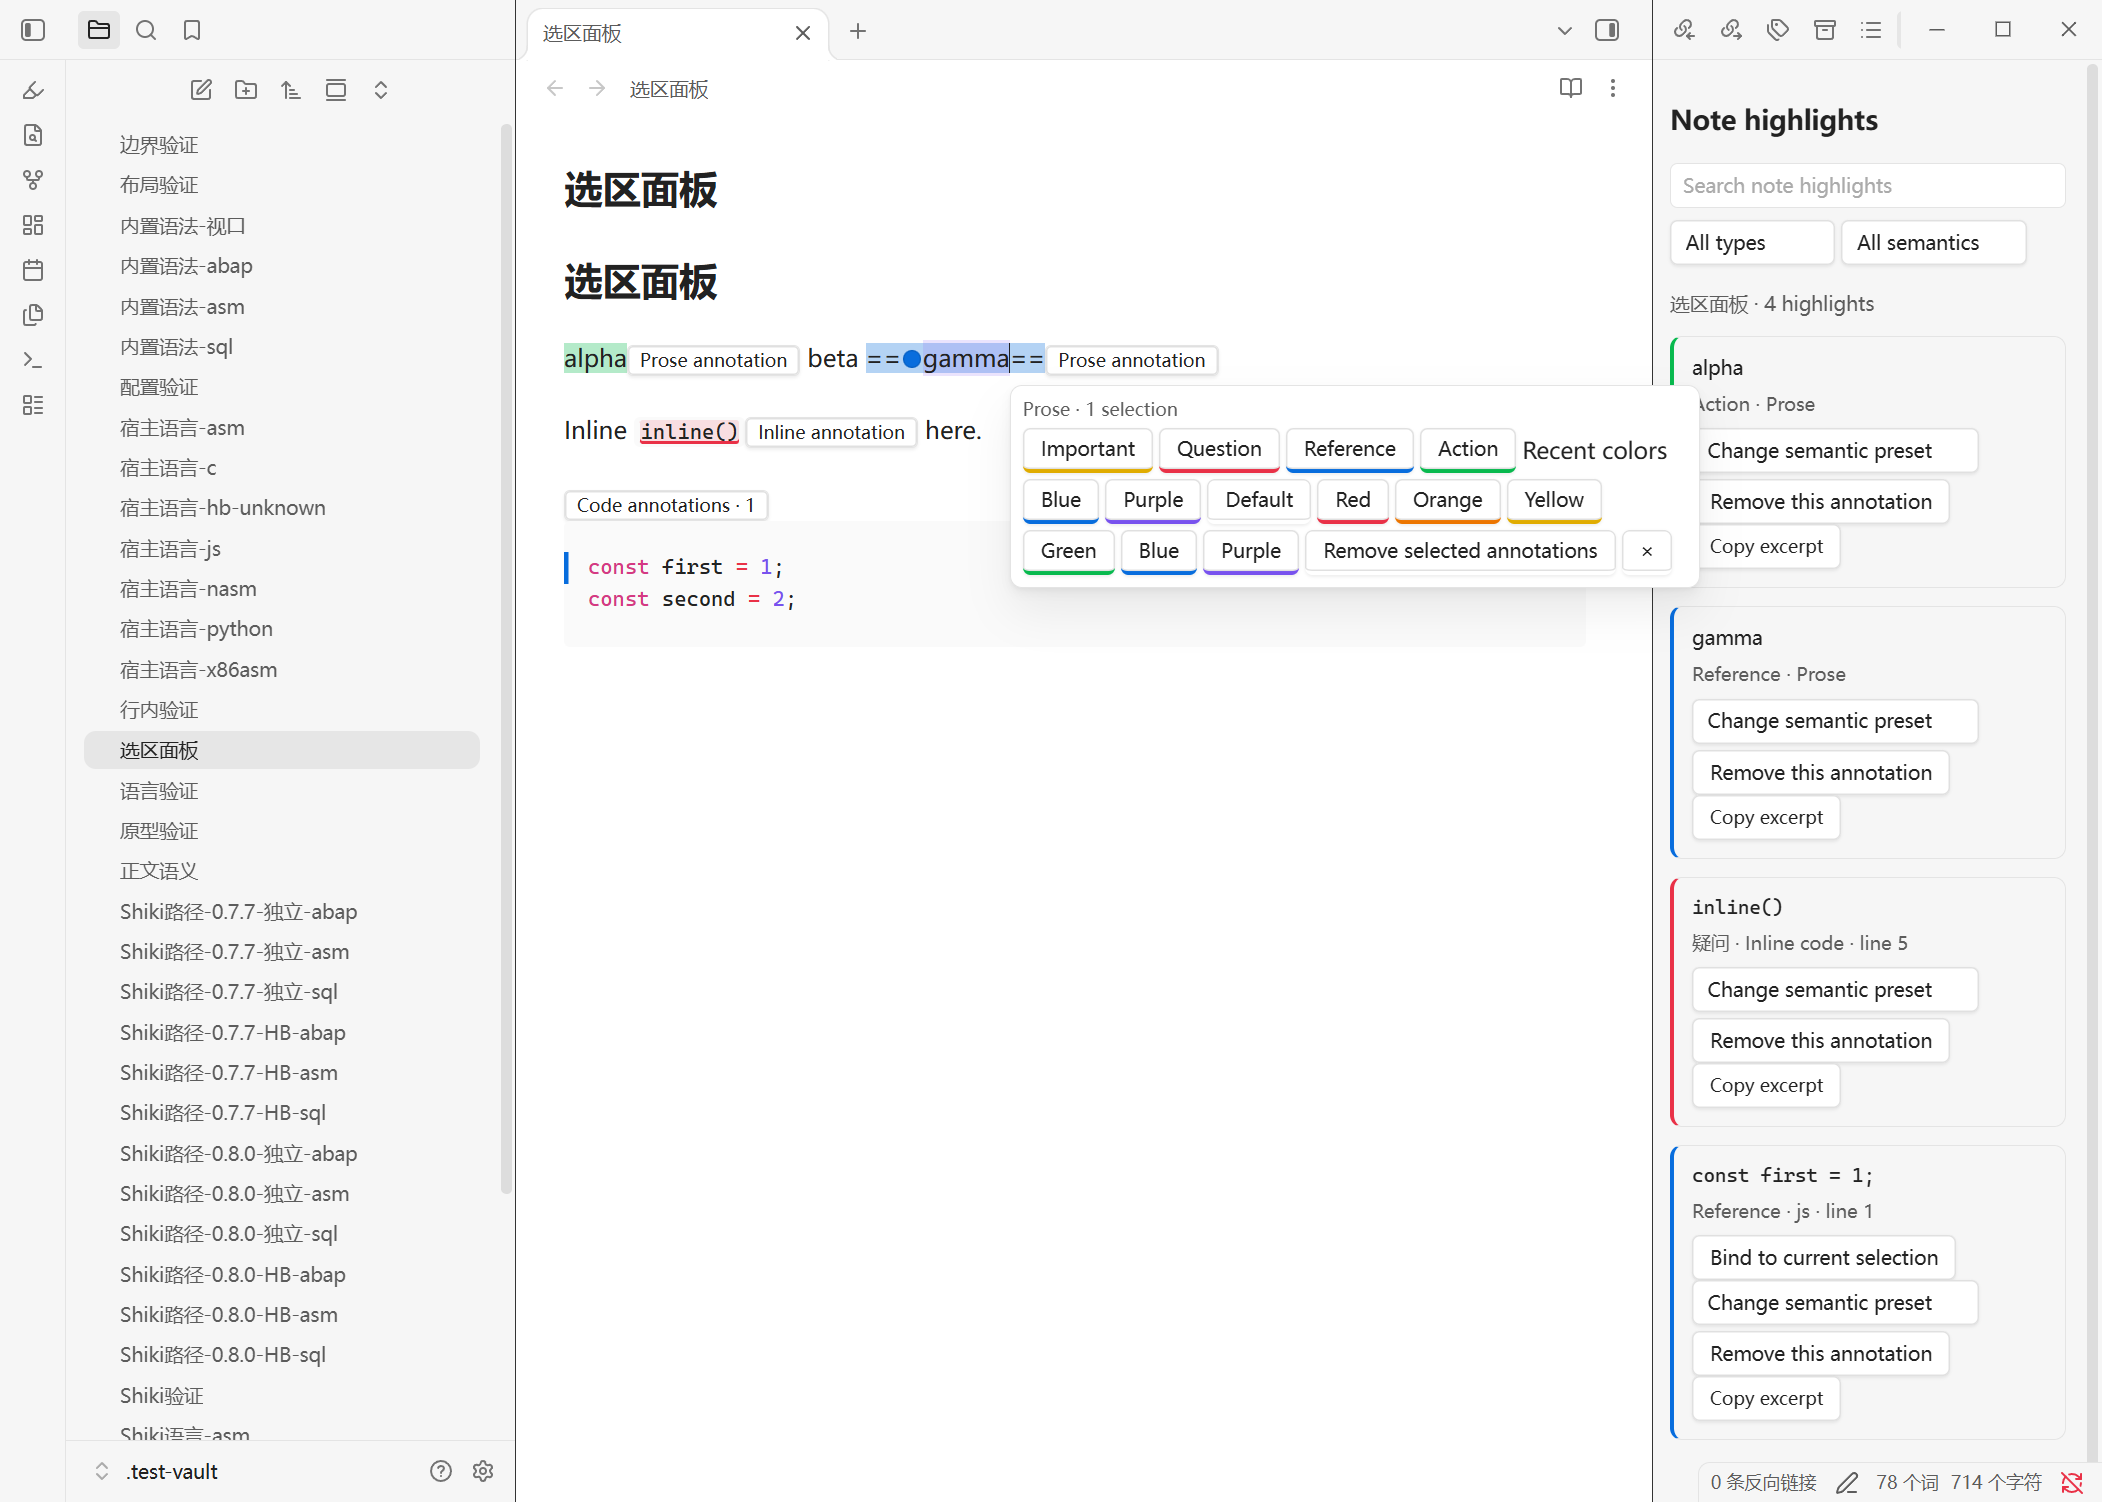 选区面板
选区面板
边界验证
布局验证
内置语法-视口
内置语法-abap
内置语法-asm
内置语法-sql
配置验证
宿主语言-asm
宿主语言-c
宿主语言-hb-unknown
宿主语言-js
宿主语言-nasm
宿主语言-python
宿主语言-x86asm
行内验证
选区面板
语言验证
原型验证
正文语义
Shiki路径-0.7.7-独立-abap
Shiki路径-0.7.7-独立-asm
Shiki路径-0.7.7-独立-sql
Shiki路径-0.7.7-HB-abap
Shiki路径-0.7.7-HB-asm
Shiki路径-0.7.7-HB-sql
Shiki路径-0.8.0-独立-abap
Shiki路径-0.8.0-独立-asm
Shiki路径-0.8.0-独立-sql
Shiki路径-0.8.0-HB-abap
Shiki路径-0.8.0-HB-asm
Shiki路径-0.8.0-HB-sql
Shiki验证
Shiki语言-asm
.test-vault
选区面板
选区面板
alpha Prose annotation beta ==gamma== Prose annotation
Inline inline() Inline annotation here.
Code annotations · 1
const first = 1;
const second = 2;
Prose · 1 selection
Important Question Reference Action Recent colors
Blue Purple Default Red Orange Yellow
Green Blue Purple Remove selected annotations ×
Note highlights
Search note highlights
All types All semantics
选区面板 · 4 highlights
alpha
Action · Prose
Change semantic preset
Remove this annotation
Copy excerpt
gamma
Reference · Prose
Change semantic preset
Remove this annotation
Copy excerpt
inline()
疑问 · Inline code · line 5
Change semantic preset
Remove this annotation
Copy excerpt
const first = 1;
Reference · js · line 1
Bind to current selection
Change semantic preset
Remove this annotation
Copy excerpt
0 条反向链接 78 个词 714 个字符